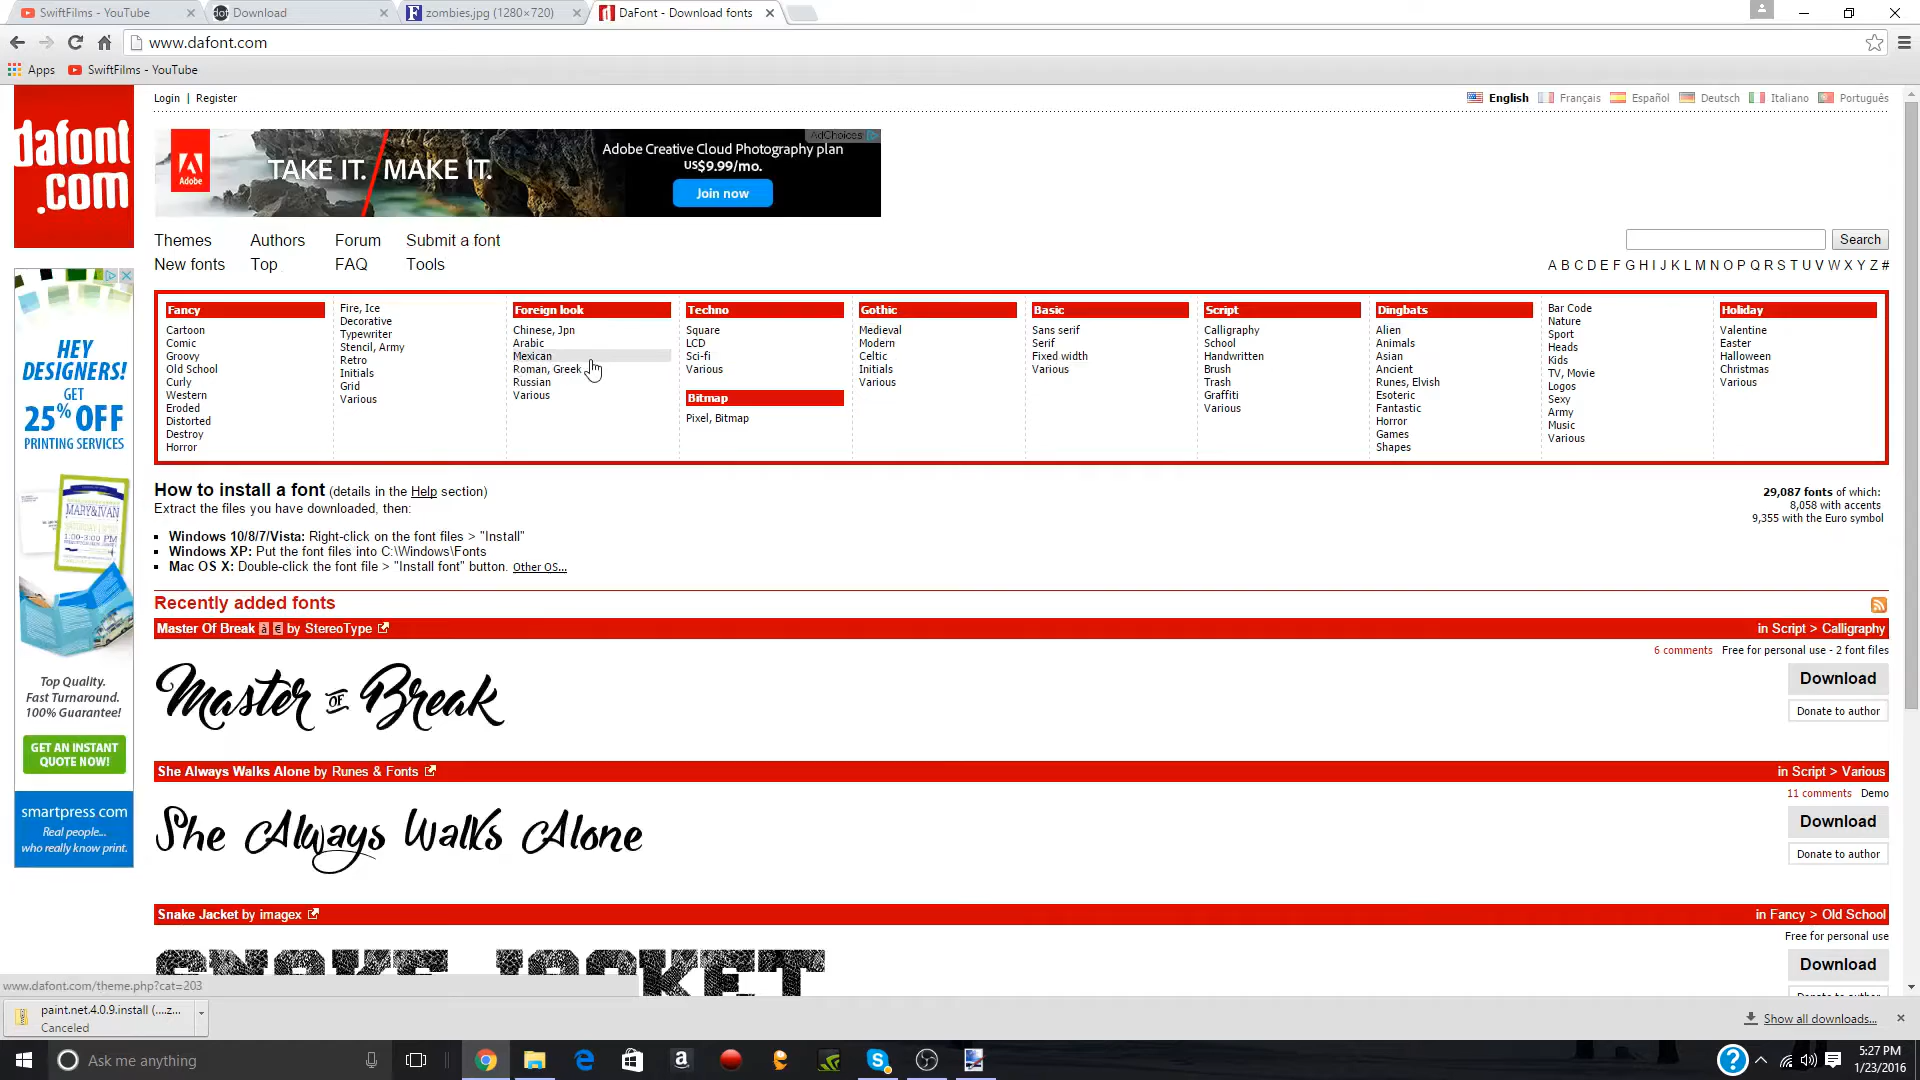 SwiftFilms - YouTube
Download
zombies.jpg (1280×720)
DaFont - Download fonts
www.dafont.com
Apps
SwiftFilms - YouTube
dafont
.com
Login | Register
English
Français
Español
Deutsch
Italiano
Português
AdChoices
Adobe
TAKE IT. / MAKE IT.
Adobe Creative Cloud Photography plan
US$9.99/mo.
Join now
Themes
Authors
Forum
Submit a font
New fonts
Top
FAQ
Tools
Search
A B C D E F G H I J K L M N O P Q R S T U V W X Y Z #
Fancy
Cartoon
Comic
Groovy
Old School
Curly
Western
Eroded
Distorted
Destroy
Horror
Fire, Ice
Decorative
Typewriter
Stencil, Army
Retro
Initials
Grid
Various
Foreign look
Chinese, Jpn
Arabic
Mexican
Roman, Greek
Russian
Various
Techno
Square
LCD
Sci-fi
Various
Bitmap
Pixel, Bitmap
Gothic
Medieval
Modern
Celtic
Initials
Various
Basic
Sans serif
Serif
Fixed width
Various
Script
Calligraphy
School
Handwritten
Brush
Trash
Graffiti
Various
Dingbats
Alien
Animals
Asian
Ancient
Runes, Elvish
Esoteric
Fantastic
Horror
Games
Shapes
Bar Code
Nature
Sport
Heads
Kids
TV, Movie
Logos
Sexy
Army
Music
Various
Holiday
Valentine
Easter
Halloween
Christmas
Various
HEY
DESIGNERS!
GET
25% OFF
PRINTING SERVICES
MARY&IVAN
1:00-3:00 PM
Top Quality.
Fast Turnaround.
100% Guarantee!
GET AN INSTANT
QUOTE NOW!
smartpress com
Real people...
who really know print.
How to install a font (details in the Help section)
Extract the files you have downloaded, then:
Windows 10/8/7/Vista: Right-click on the font files > "Install"
Windows XP: Put the font files into C:\Windows\Fonts
Mac OS X: Double-click the font file > "Install font" button. Other OS...
29,087 fonts of which:
8,058 with accents
9,355 with the Euro symbol
Recently added fonts
Master Of Break à € by StereoType
in Script > Calligraphy
6 comments Free for personal use - 2 font files
Master of Break
Download
Donate to author
She Always Walks Alone by Runes & Fonts
in Script > Various
11 comments Demo
She Always Walks Alone
Download
Donate to author
Snake Jacket by imagex
in Fancy > Old School
Free for personal use
SNAKE JACKET
Download
Donate to author
www.dafont.com/theme.php?cat=203
paint.net.4.0.9.install (....z...
Canceled
Show all downloads...
Ask me anything
5:27 PM
1/23/2016